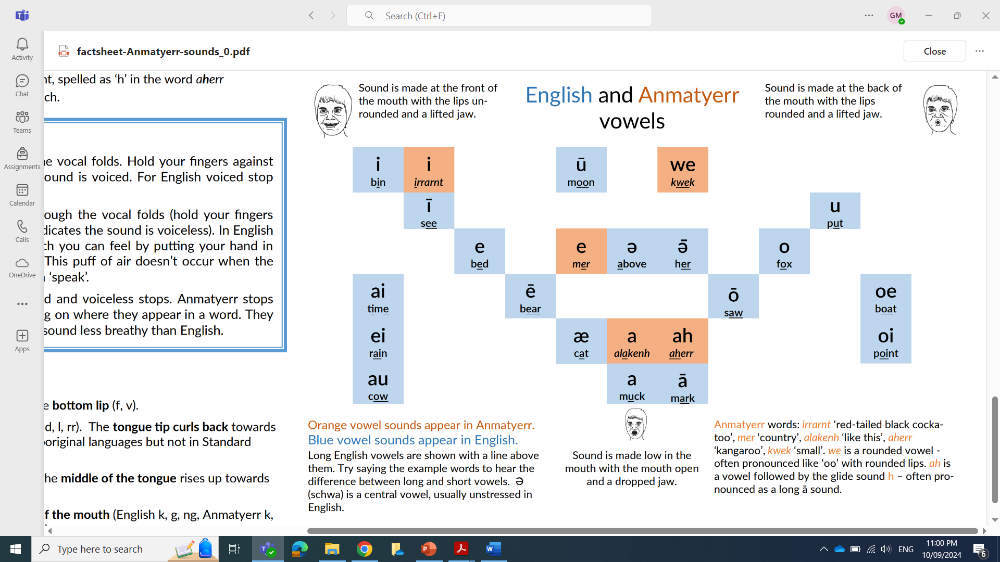 Search (Ctrl+E)
GM
Activity
Chat
Teams
Assignments
Calendar
Calls
OneDrive
Apps
factsheet-Anmatyerr-sounds_0.pdf
Close
nt, spelled as ‘h’ in the word aherr
ch.
e vocal folds. Hold your fingers against
ound is voiced. For English voiced stop
ough the vocal folds (hold your fingers
dicates the sound is voiceless). In English
ch you can feel by putting your hand in
This puff of air doesn’t occur when the
‘speak’.
d and voiceless stops. Anmatyerr stops
g on where they appear in a word. They
sound less breathy than English.
e bottom lip (f, v).
d, l, rr). The tongue tip curls back towards
original languages but not in Standard
he middle of the tongue rises up towards
f the mouth (English k, g, ng, Anmatyerr k,
Sound is made at the front of
the mouth with the lips un-
rounded and a lifted jaw.
English and Anmatyerr
vowels
Sound is made at the back of
the mouth with the lips
rounded and a lifted jaw.
i i ū we
bin irrarnt moon kwek
ī u
see put
e e ə ə̄ o
bed mer above her fox
ai ē ō oe
time bear saw boat
ei æ a ah oi
rain cat alakenh aherr point
au a ā
cow muck mark
Orange vowel sounds appear in Anmatyerr.
Blue vowel sounds appear in English.
Long English vowels are shown with a line above
them. Try saying the example words to hear the
difference between long and short vowels. Ə
(schwa) is a central vowel, usually unstressed in
English.
Sound is made low in the
mouth with the mouth open
and a dropped jaw.
Anmatyerr words: irrarnt ‘red-tailed black cocka-
too’, mer ‘country’, alakenh ‘like this’, aherr
‘kangaroo’, kwek ‘small’. we is a rounded vowel -
often pronounced like ‘oo’ with rounded lips. ah is
a vowel followed by the glide sound h – often pro-
nounced as a long ā sound.
Type here to search
ENG
11:00 PM
10/09/2024
6